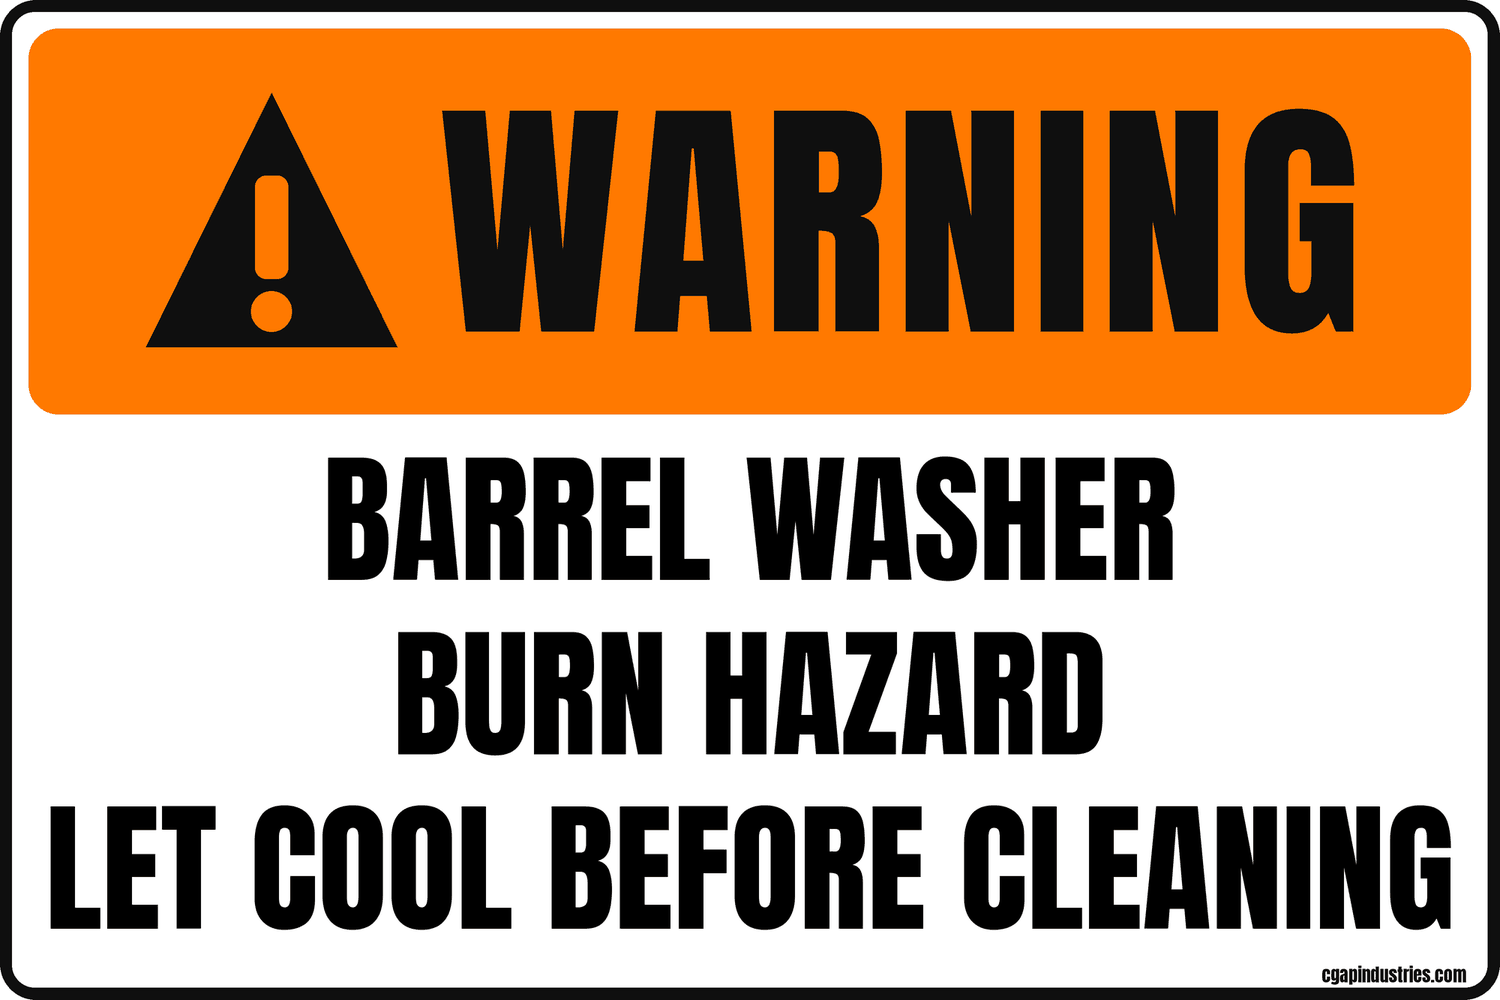 WARNING
BARREL WASHER
BURN HAZARD
LET COOL BEFORE CLEANING
cgapindustries.com